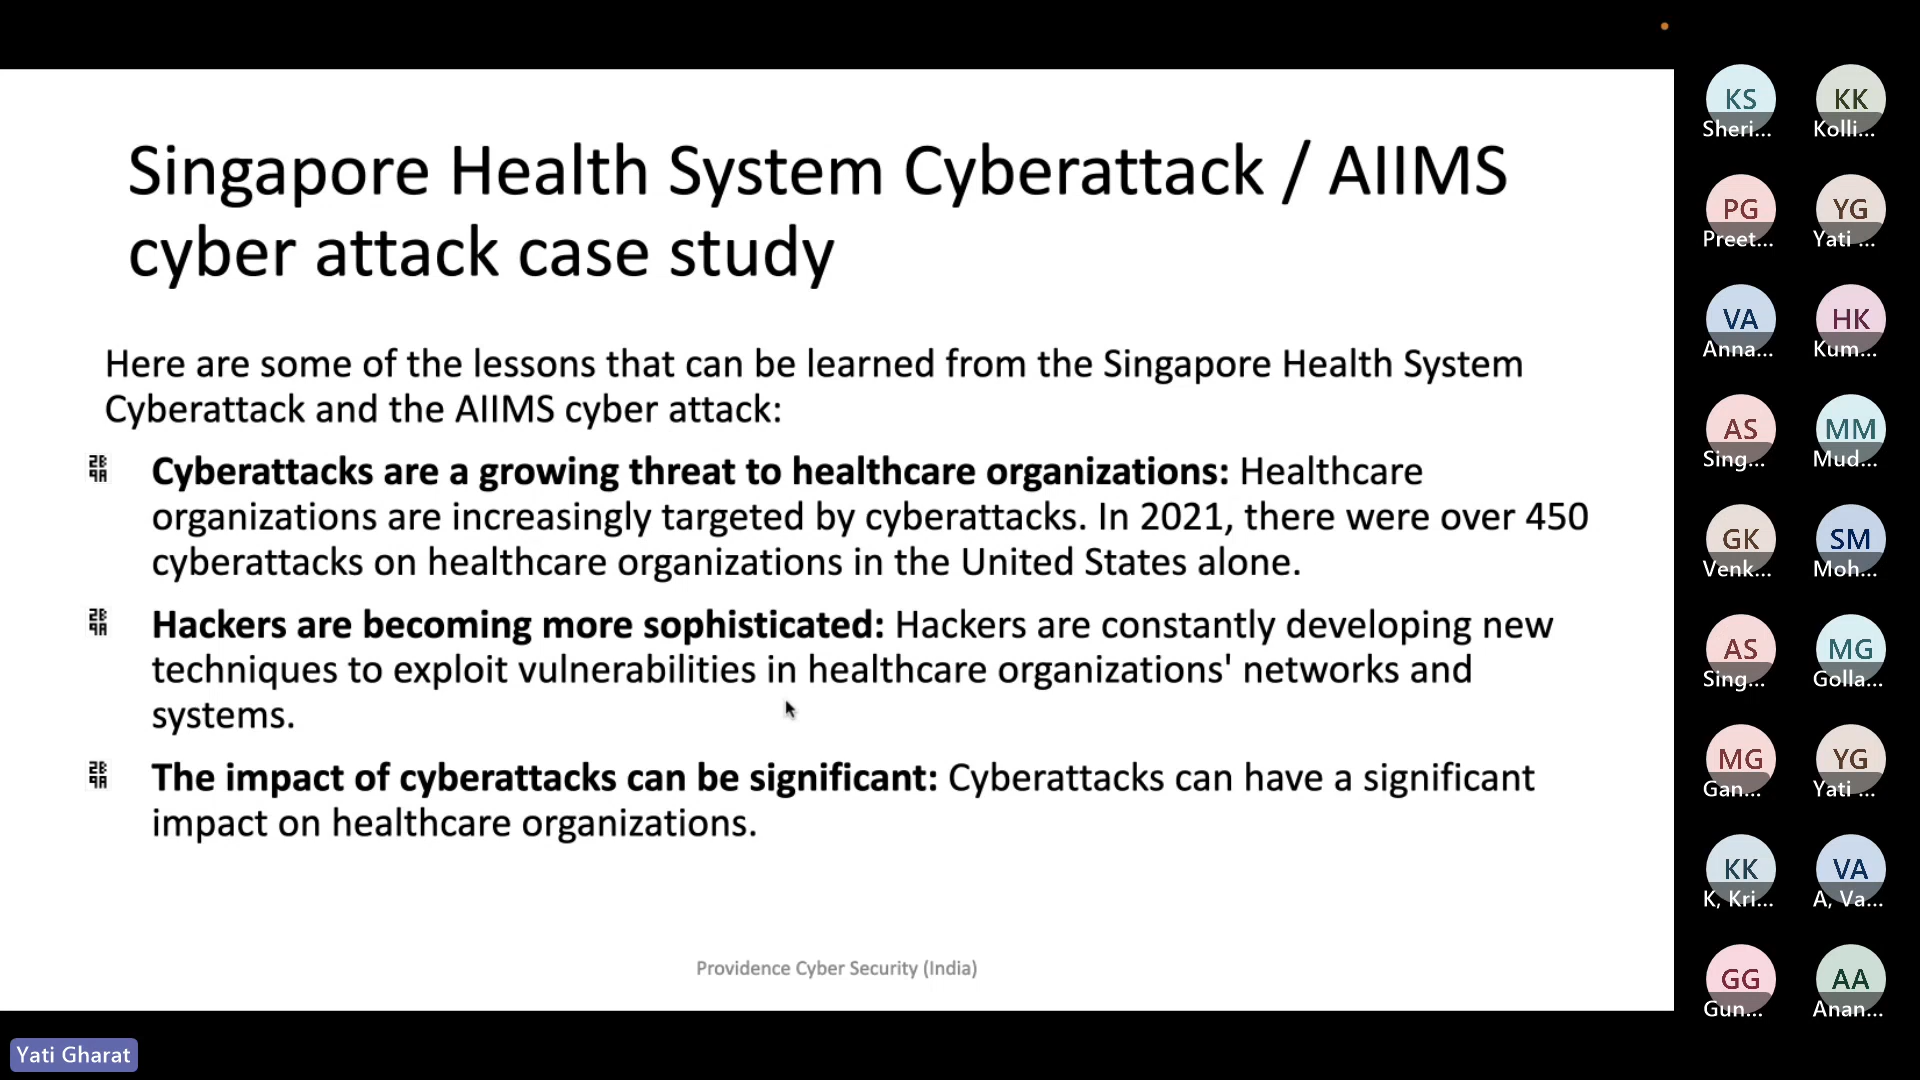 Singapore Health System Cyberattack / AIIMS
cyber attack case study
Here are some of the lessons that can be learned from the Singapore Health System
Cyberattack and the AIIMS cyber attack:
Cyberattacks are a growing threat to healthcare organizations: Healthcare
organizations are increasingly targeted by cyberattacks. In 2021, there were over 450
cyberattacks on healthcare organizations in the United States alone.
Hackers are becoming more sophisticated: Hackers are constantly developing new
techniques to exploit vulnerabilities in healthcare organizations' networks and
systems.
The impact of cyberattacks can be significant: Cyberattacks can have a significant
impact on healthcare organizations.
Providence Cyber Security (India)
Yati Gharat
KS
Sheri...
KK
Kolli...
PG
Preet...
YG
Yati ...
VA
Anna...
HK
Kum...
AS
Sing...
MM
Mud...
GK
Venk...
SM
Moh...
AS
Sing...
MG
Golla...
MG
Gan...
YG
Yati ...
KK
K, Kri...
VA
A, Va...
GG
Gun...
AA
Anan...